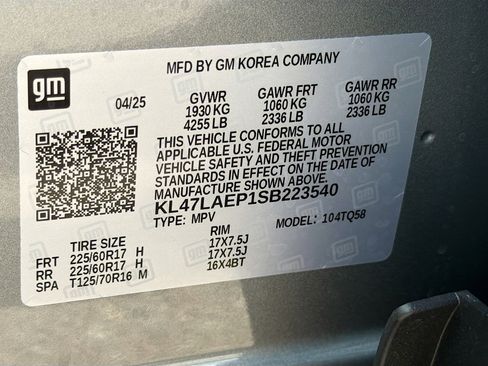 MFD BY GM KOREA COMPANY
gm
04/25 GVWR GAWR FRT GAWR RR
1930 KG 1060 KG 1060 KG
4255 LB 2336 LB 2336 LB
THIS VEHICLE CONFORMS TO ALL
APPLICABLE U.S. FEDERAL MOTOR
VEHICLE SAFETY AND THEFT PREVENTION
STANDARDS IN EFFECT ON THE DATE OF
MANUFACTURE SHOWN ABOVE.
KL47LAEP1SB223540
TYPE: MPV MODEL: 104TQ58
TIRE SIZE RIM
FRT 225/60R17 H 17X7.5J
RR 225/60R17 H 17X7.5J
SPA T125/70R16 M 16X4BT